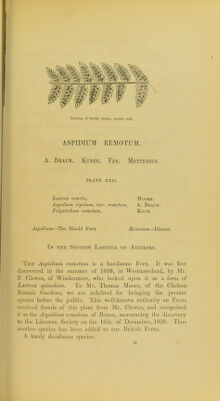 Portion of fertile frond, under side.
ASPIDIUM REMOTUM.
A. BRAUN. KUNZE. FEE. METTENIUS.
PLATE XXII.
Lastrea remota, MOORE.
Aspidium rigidum, var. remotum, A. BRAUN.
Polystichum remotum, KOCH.
Aspidium—The Shield Fern. Remotum—Distant.
IN THE SECTION LASTREA OF AUTHORS.
THE Aspidium remotum is a handsome Fern. It was first
discovered in the summer of 1859, in Westmoreland, by Mr.
F. Clowes, of Windermere, who looked upon it as a form of
Lastrea spinulosa. To Mr. Thomas Moore, of the Chelsea
Botanic Garden, we are indebted for bringing the present
species before the public. This well-known authority on Ferns
received fronds of this plant from Mr. Clowes, and recognised
it as the Aspidium remotum of Braun, announcing the discovery
to the Linnean Society on the 15th. of December, 1859. Thus
another species has been added to our British Ferns.
A hardy deciduous species.